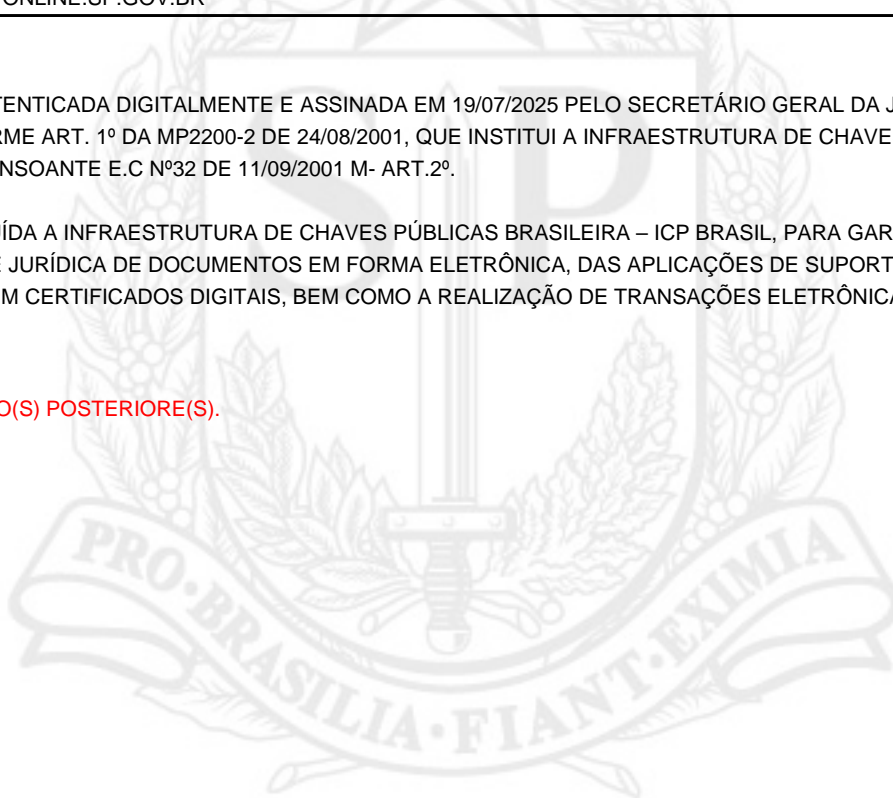 ONLINE.SP.GOV.BR
TENTICADA DIGITALMENTE E ASSINADA EM 19/07/2025 PELO SECRETÁRIO GERAL DA J
RME ART. 1º DA MP2200-2 DE 24/08/2001, QUE INSTITUI A INFRAESTRUTURA DE CHAVE
NSOANTE E.C Nº32 DE 11/09/2001 M- ART.2º.
ÍDA A INFRAESTRUTURA DE CHAVES PÚBLICAS BRASILEIRA – ICP BRASIL, PARA GAR
E JURÍDICA DE DOCUMENTOS EM FORMA ELETRÔNICA, DAS APLICAÇÕES DE SUPORT
M CERTIFICADOS DIGITAIS, BEM COMO A REALIZAÇÃO DE TRANSAÇÕES ELETRÔNICA
O(S) POSTERIORE(S).
SP
PRO·BRASILIA·FIANT·EXIMIA